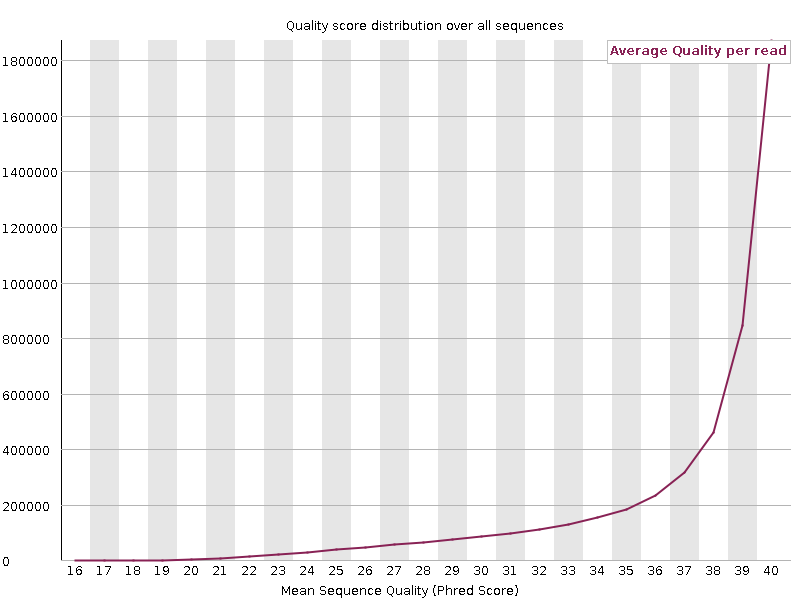 Quality score distribution over all sequences
Average Quality per read
1800000
1600000
1400000
1200000
1000000
800000
600000
400000
200000
0
16 17 18 19 20 21 22 23 24 25 26 27 28 29 30 31 32 33 34 35 36 37 38 39 40
Mean Sequence Quality (Phred Score)